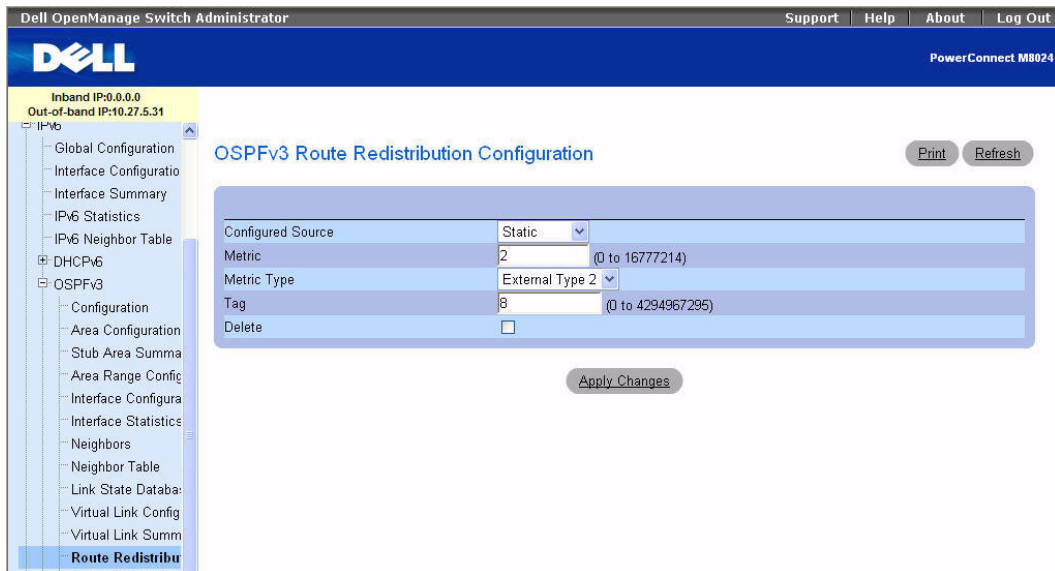 Dell OpenManage Switch Administrator
Support Help About Log Out
DELL
PowerConnect M8024
Inband IP:0.0.0.0
Out-of-band IP:10.27.5.31
IPv6
Global Configuration
Interface Configuratio
Interface Summary
IPv6 Statistics
IPv6 Neighbor Table
DHCPv6
OSPFv3
Configuration
Area Configuration
Stub Area Summa
Area Range Config
Interface Configura
Interface Statistics
Neighbors
Neighbor Table
Link State Databa
Virtual Link Config
Virtual Link Summ
Route Redistribu
OSPFv3 Route Redistribution Configuration
Print Refresh
Configured Source Static
Metric 2 (0 to 16777214)
Metric Type External Type 2
Tag 8 (0 to 4294967295)
Delete
Apply Changes